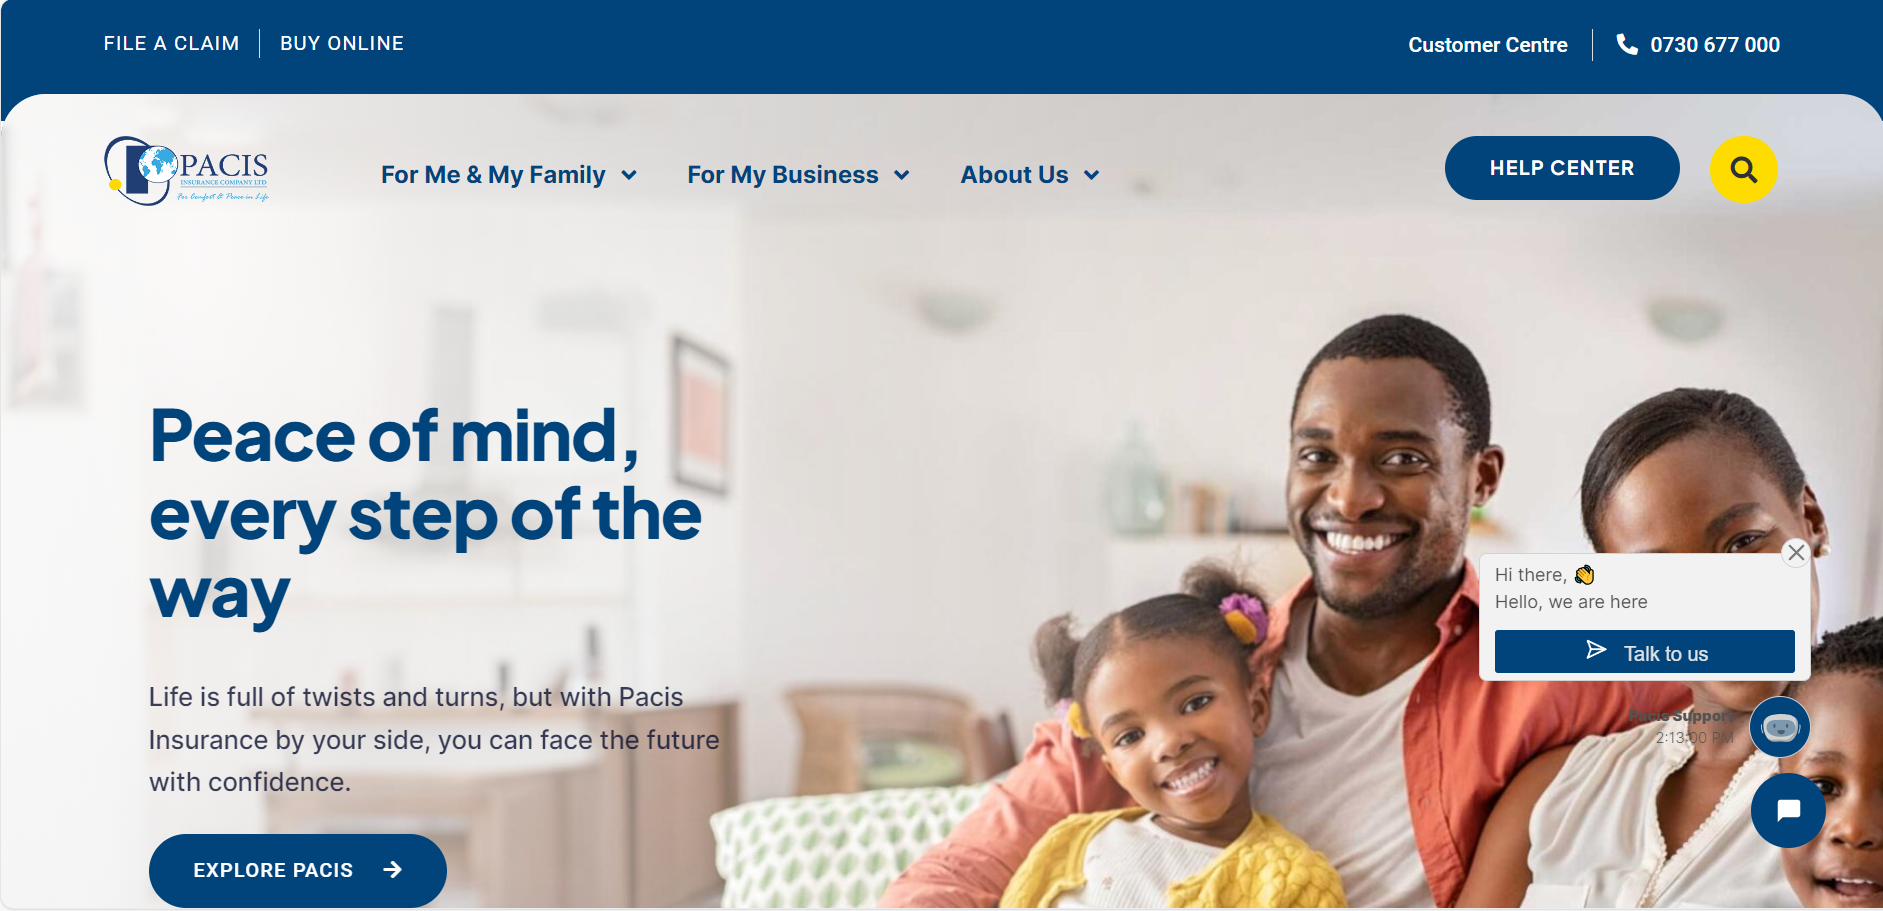 FILE A CLAIM
BUY ONLINE
Customer Centre
0730 677 000
PACIS
INSURANCE COMPANY LTD
For Comfort & Peace in Life
For Me & My Family
For My Business
About Us
HELP CENTER
Peace of mind,
every step of the
way
Life is full of twists and turns, but with Pacis
Insurance by your side, you can face the future
with confidence.
EXPLORE PACIS
Hi there, 👋
Hello, we are here
Talk to us
Pacis Support
2:13:00 PM